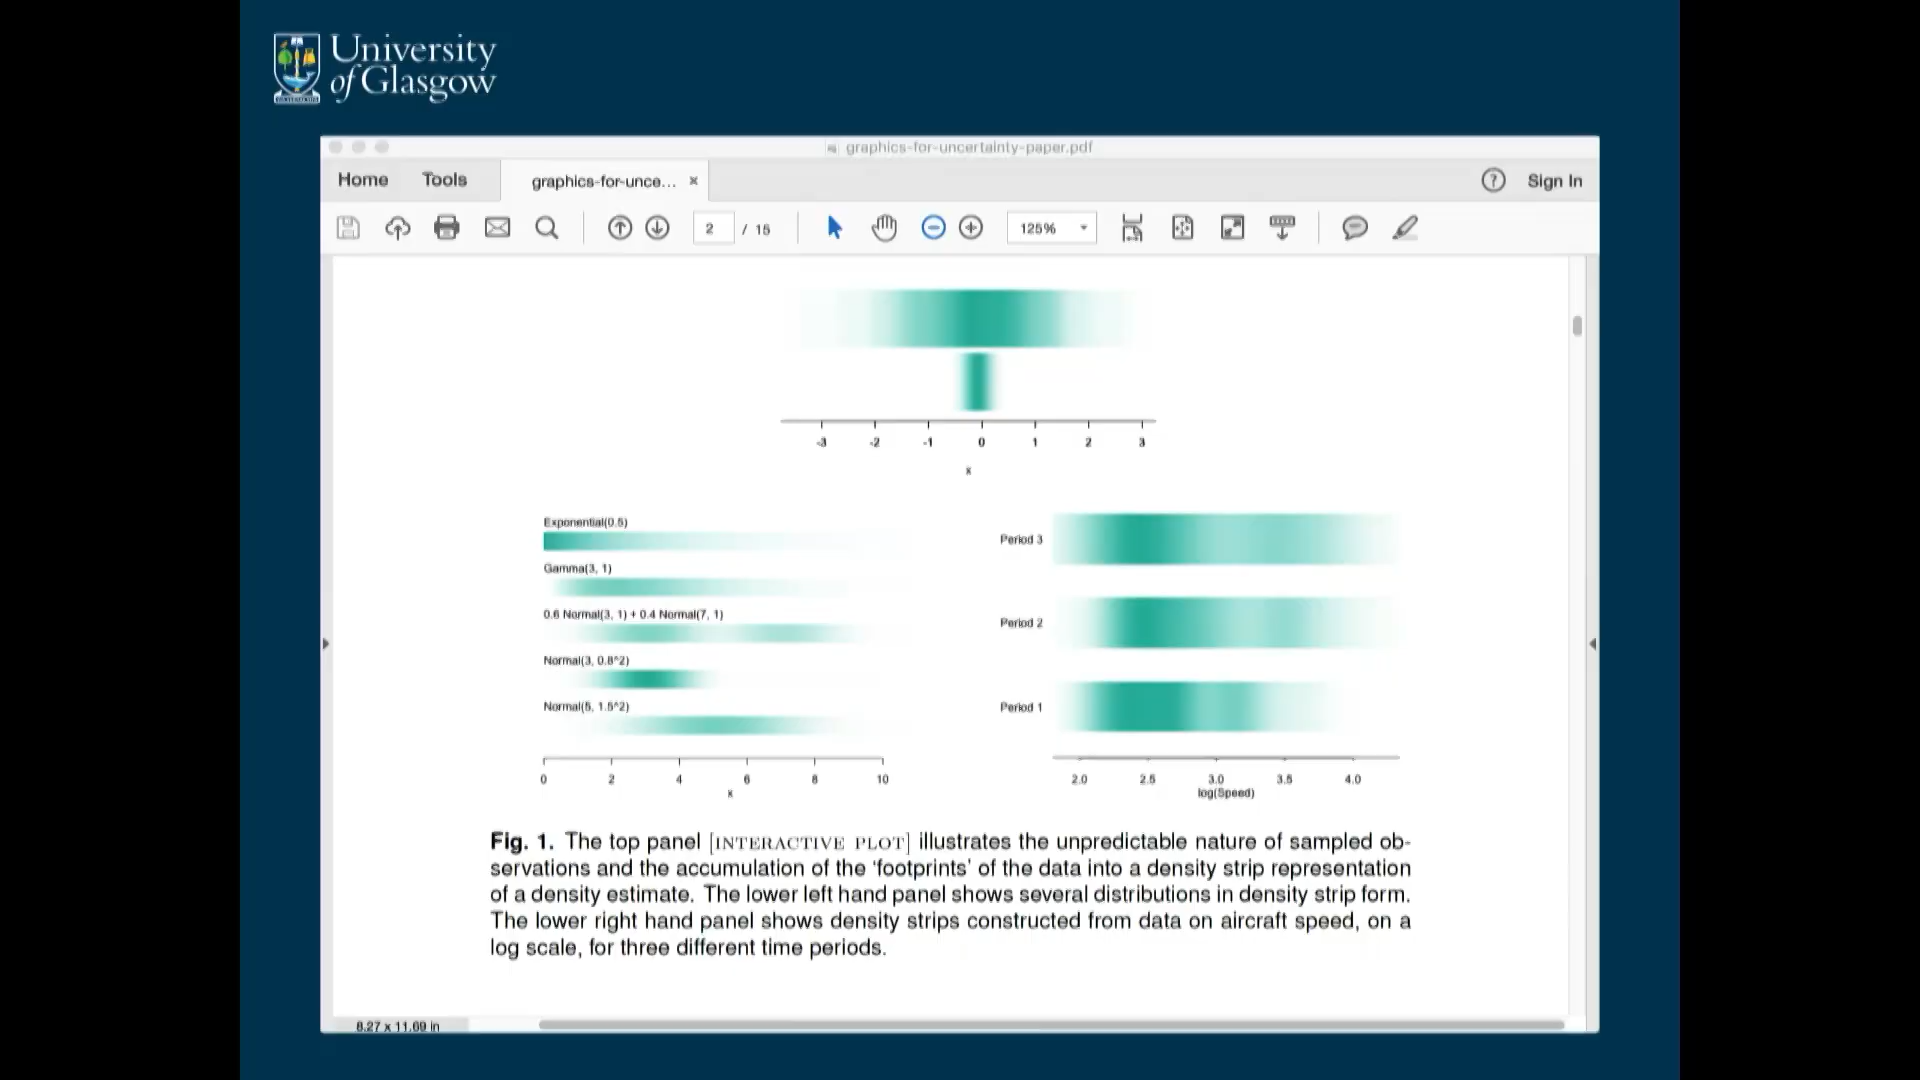 University
of Glasgow
graphics-for-uncertainty-paper.pdf
Home Tools graphics-for-unce... × Sign In
2 / 15 125%
-3 -2 -1 0 1 2 3
x
Exponential(0.5)
Gamma(3, 1)
0.6 Normal(3, 1) + 0.4 Normal(7, 1)
Normal(3, 0.8^2)
Normal(5, 1.5^2)
0 2 4 6 8 10
x
Period 3
Period 2
Period 1
2.0 2.5 3.0 3.5 4.0
log(Speed)
Fig. 1. The top panel [INTERACTIVE PLOT] illustrates the unpredictable nature of sampled ob-
servations and the accumulation of the ‘footprints’ of the data into a density strip representation
of a density estimate. The lower left hand panel shows several distributions in density strip form.
The lower right hand panel shows density strips constructed from data on aircraft speed, on a
log scale, for three different time periods.
8.27 x 11.69 in